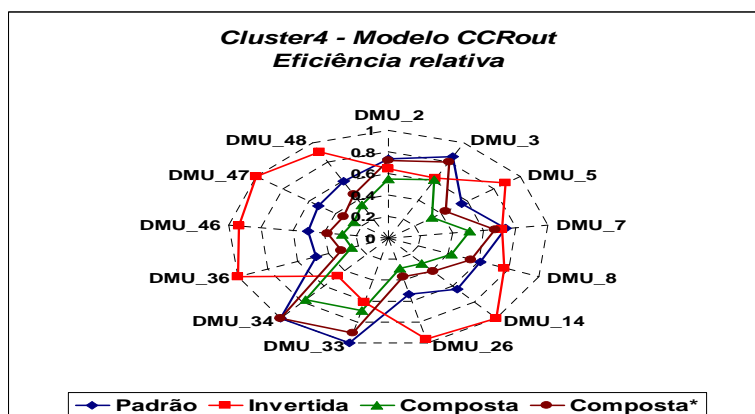 Cluster4 - Modelo CCRout
Eficiência relativa
DMU_2
DMU_48
1
DMU_3
0.8
DMU_47
0.6
DMU_5
0.4
0.2
DMU_46
0
DMU_7
DMU_36
DMU_8
DMU_34
DMU_14
DMU_33
DMU_26
Padrão Invertida Composta Composta*